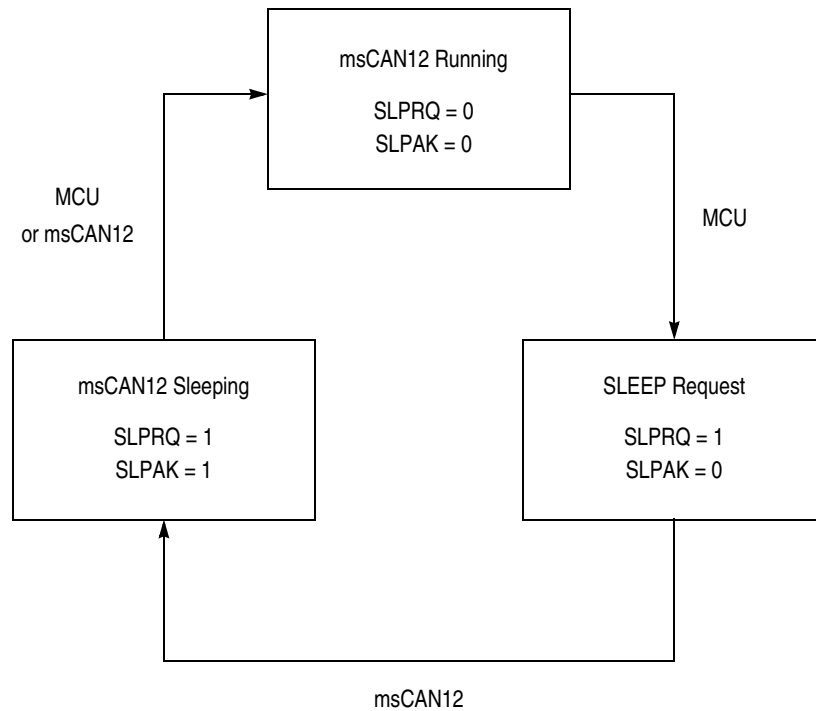 msCAN12 Running
SLPRQ = 0
SLPAK = 0
MCU
or msCAN12
MCU
msCAN12 Sleeping
SLPRQ = 1
SLPAK = 1
SLEEP Request
SLPRQ = 1
SLPAK = 0
msCAN12